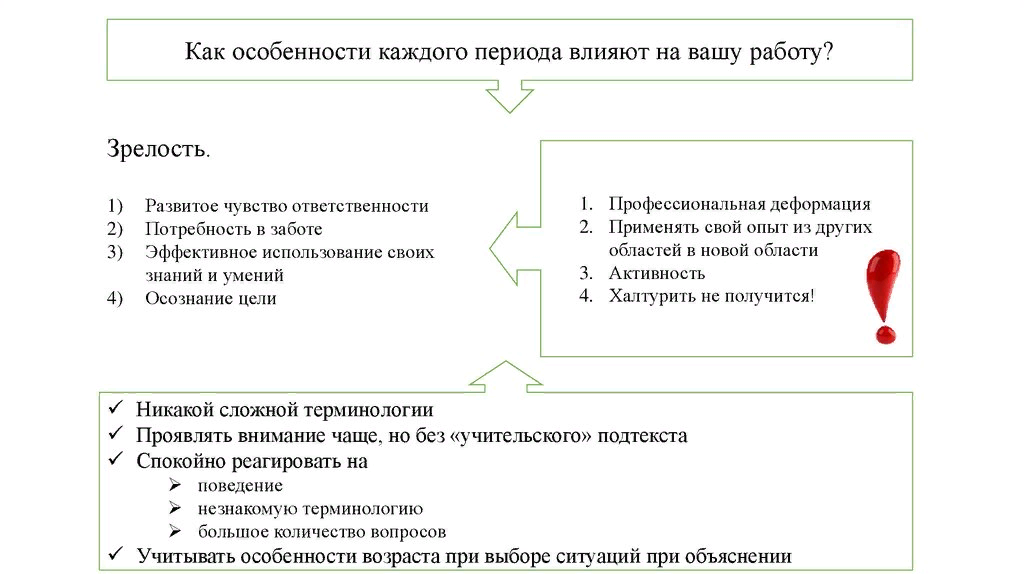 Как особенности каждого периода влияют на вашу работу?
Зрелость.
1) Развитое чувство ответственности
2) Потребность в заботе
3) Эффективное использование своих
знаний и умений
4) Осознание цели
1. Профессиональная деформация
2. Применять свой опыт из других
областей в новой области
3. Активность
4. Халтурить не получится!
✓ Никакой сложной терминологии
✓ Проявлять внимание чаще, но без «учительского» подтекста
✓ Спокойно реагировать на
➢ поведение
➢ незнакомую терминологию
➢ большое количество вопросов
✓ Учитывать особенности возраста при выборе ситуаций при объяснении